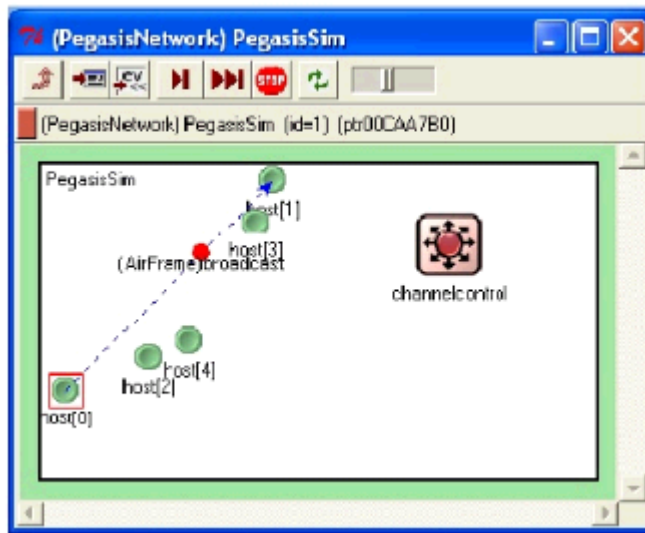 (PegasisNetwork) PegasisSim
STOP
(PegasisNetwork) PegasisSim (id=1) (ptr00CAA7B0)
PegasisSim
host[1]
host[3]
(AirFrame)broadcast
channelcontrol
host[4]
host[2]
host[0]